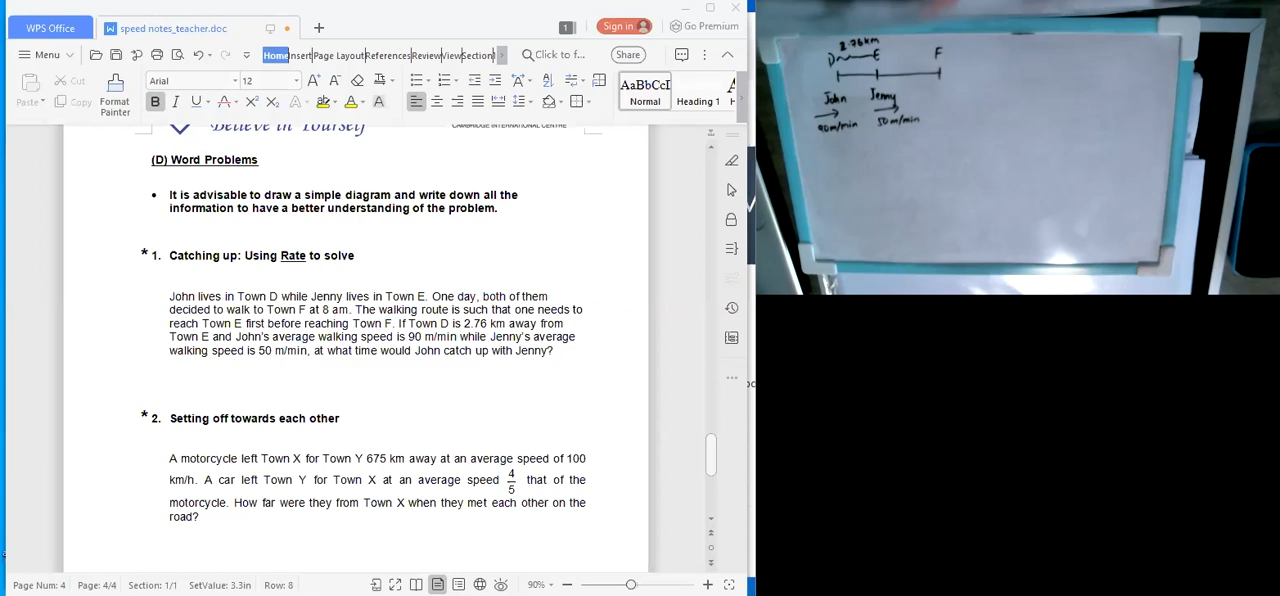 WPS Office
speed notes_teacher.doc
1
Sign in
Go Premium
Menu
Home Insert Page Layout References Review View Section
Click to f...
Share
Paste
Cut
Copy
Format
Painter
Arial
12
AaBbCcI
Normal
Heading 1
Believe in Yourself
CAMBRIDGE INTERNATIONAL CENTRE
(D) Word Problems
• It is advisable to draw a simple diagram and write down all the
information to have a better understanding of the problem.
* 1. Catching up: Using Rate to solve
John lives in Town D while Jenny lives in Town E. One day, both of them
decided to walk to Town F at 8 am. The walking route is such that one needs to
reach Town E first before reaching Town F. If Town D is 2.76 km away from
Town E and John's average walking speed is 90 m/min while Jenny's average
walking speed is 50 m/min, at what time would John catch up with Jenny?
* 2. Setting off towards each other
A motorcycle left Town X for Town Y 675 km away at an average speed of 100
km/h. A car left Town Y for Town X at an average speed 4/5 that of the
motorcycle. How far were they from Town X when they met each other on the
road?
Page Num: 4 Page: 4/4 Section: 1/1 SetValue: 3.3in Row: 8
90%
2.76km
D E F
John Jenny
90m/min 50m/min